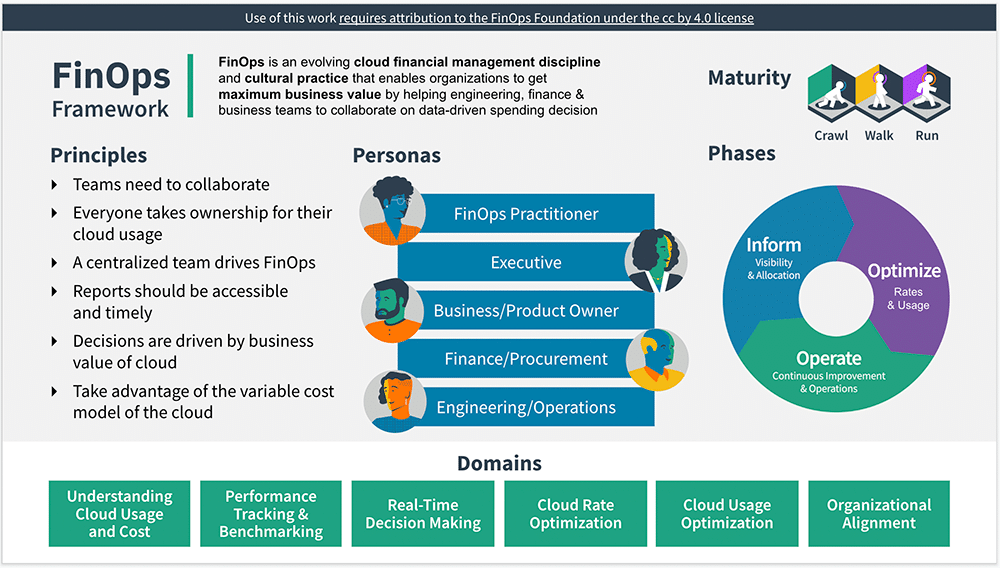 Use of this work requires attribution to the FinOps Foundation under the cc by 4.0 license
FinOps
Framework
FinOps is an evolving cloud financial management discipline
and cultural practice that enables organizations to get
maximum business value by helping engineering, finance &
business teams to collaborate on data-driven spending decision
Maturity
Crawl
Walk
Run
Principles
Teams need to collaborate
Everyone takes ownership for their
cloud usage
A centralized team drives FinOps
Reports should be accessible
and timely
Decisions are driven by business
value of cloud
Take advantage of the variable cost
model of the cloud
Personas
FinOps Practitioner
Executive
Business/Product Owner
Finance/Procurement
Engineering/Operations
Phases
Inform
Visibility
& Allocation
Optimize
Rates
& Usage
Operate
Continuous Improvement
& Operations
Domains
Understanding
Cloud Usage
and Cost
Performance
Tracking &
Benchmarking
Real-Time
Decision Making
Cloud Rate
Optimization
Cloud Usage
Optimization
Organizational
Alignment